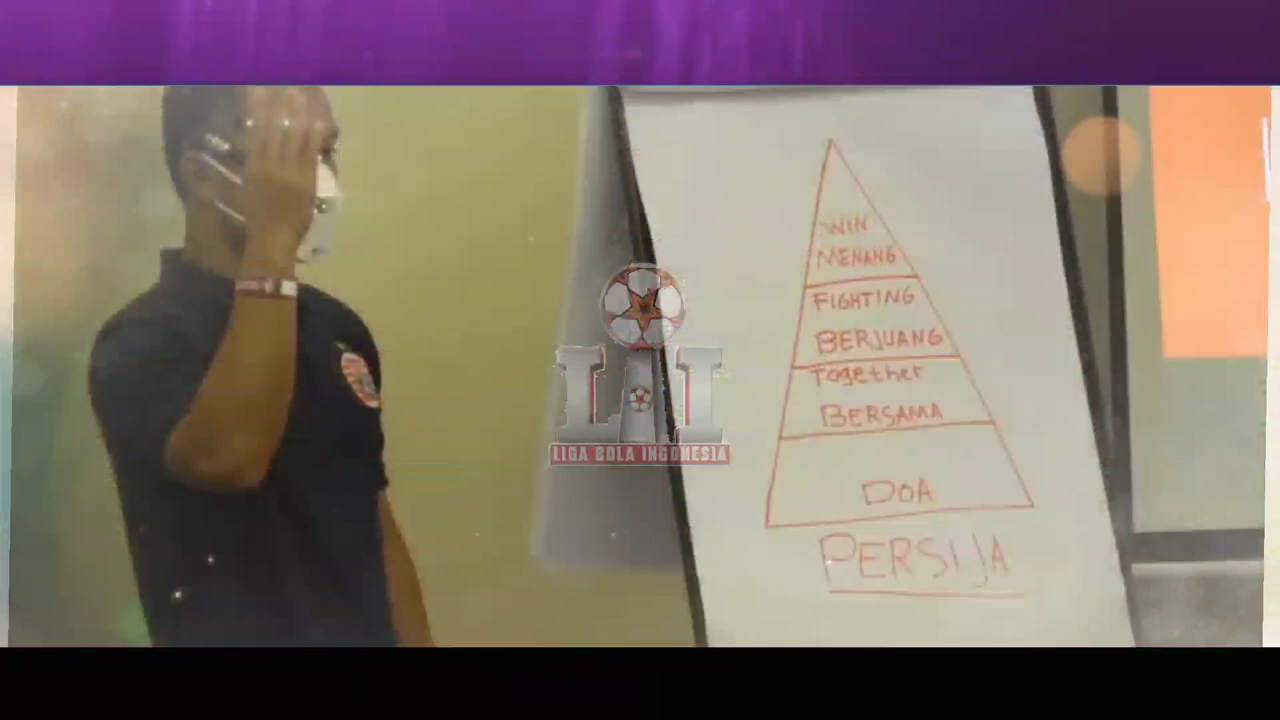 WIN
MENANG
FIGHTING
BERJUANG
Together
BERSAMA
DOA
PERSIJA
LIGA BOLA INDONESIA